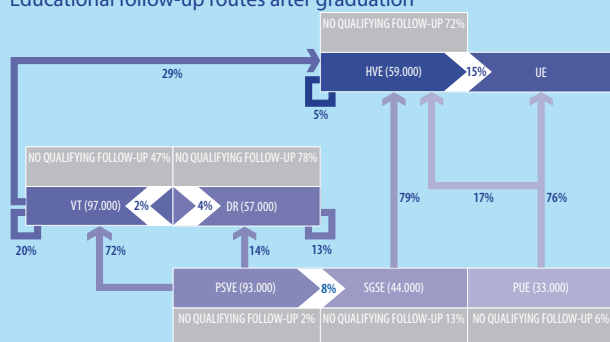 Educational follow-up routes after graduation
NO QUALIFYING FOLLOW-UP 72%
HVE (59.000)
15%
UE
29%
5%
NO QUALIFYING FOLLOW-UP 47%
NO QUALIFYING FOLLOW-UP 78%
VT (97.000)
2%
4%
DR (57.000)
79%
17%
76%
20%
72%
14%
13%
PSVE (93.000)
8%
SGSE (44.000)
PUE (33.000)
NO QUALIFYING FOLLOW-UP 2%
NO QUALIFYING FOLLOW-UP 13%
NO QUALIFYING FOLLOW-UP 6%